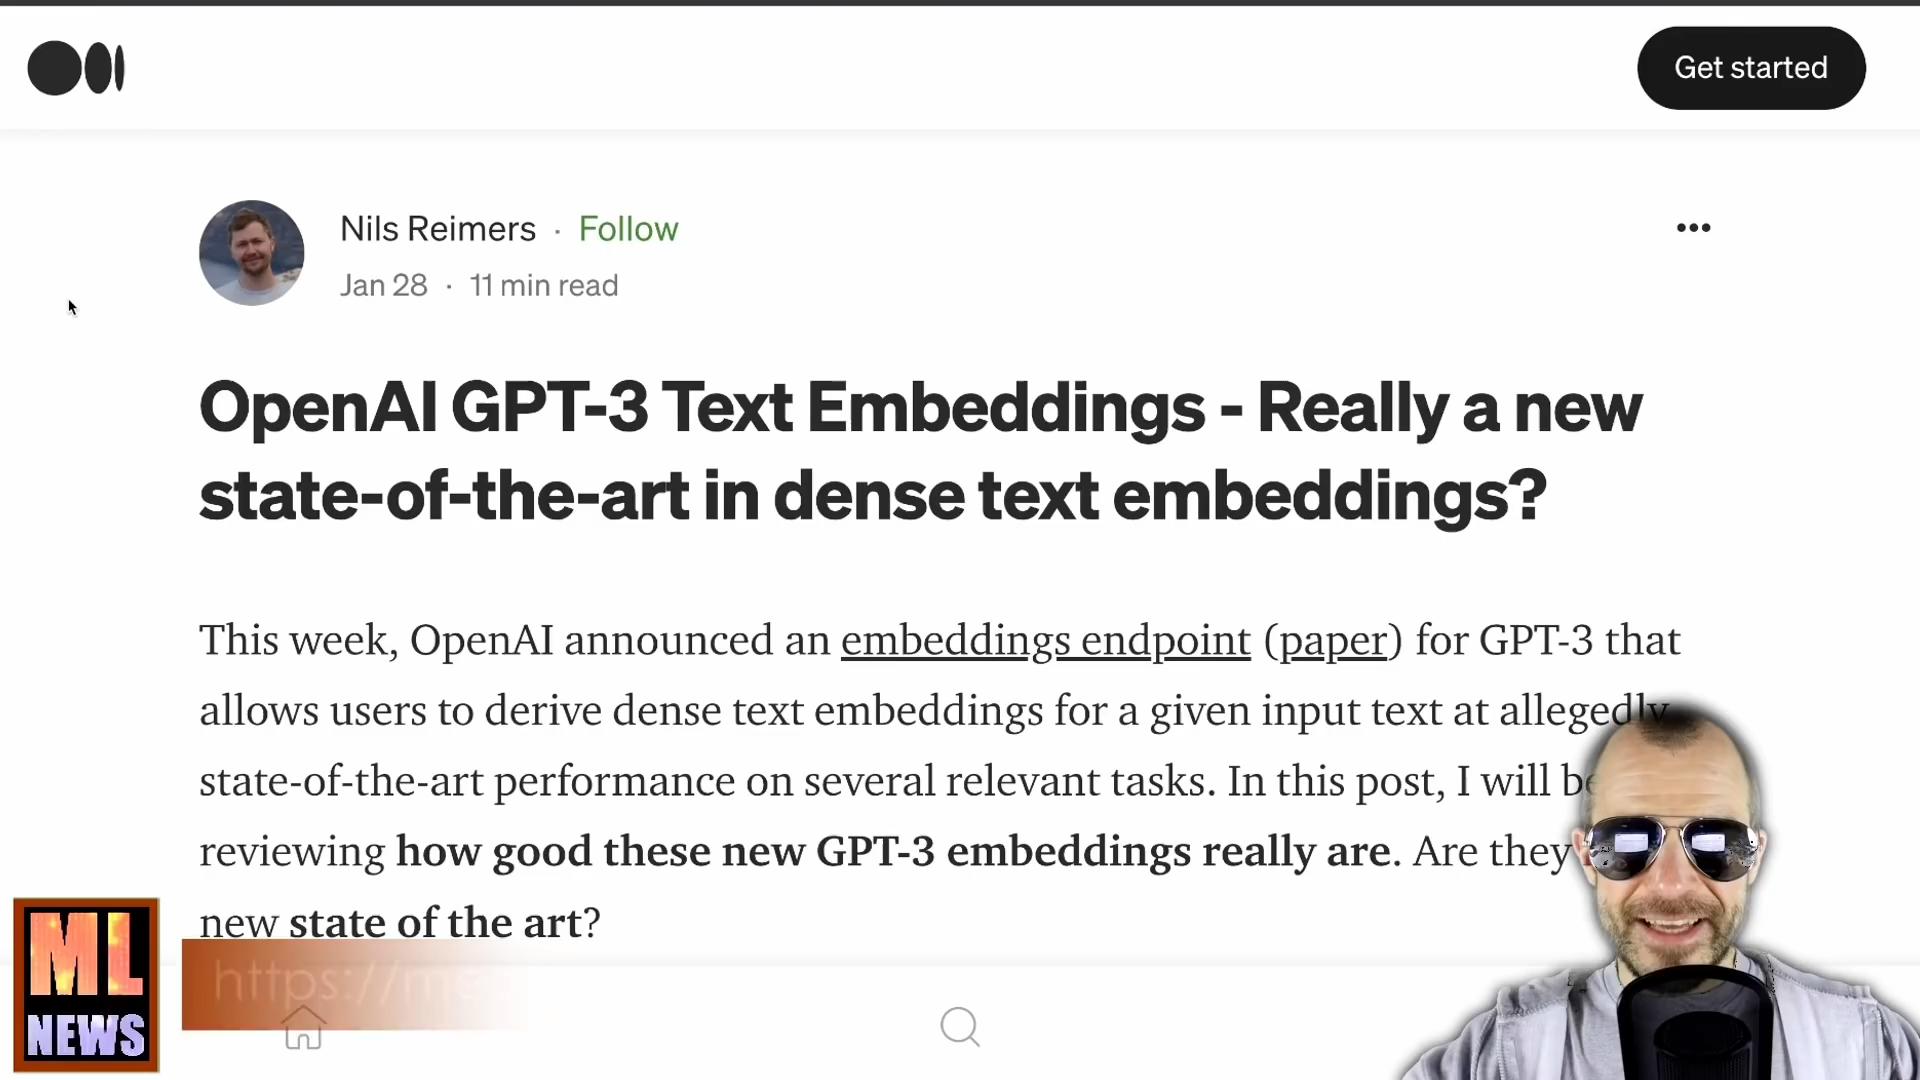 Get started
Nils Reimers · Follow
Jan 28 · 11 min read
OpenAI GPT-3 Text Embeddings - Really a new
state-of-the-art in dense text embeddings?
This week, OpenAI announced an embeddings endpoint (paper) for GPT-3 that
allows users to derive dense text embeddings for a given input text at allegedly
state-of-the-art performance on several relevant tasks. In this post, I will be
reviewing how good these new GPT-3 embeddings really are. Are they
new state of the art?
https://me
ML
NEWS